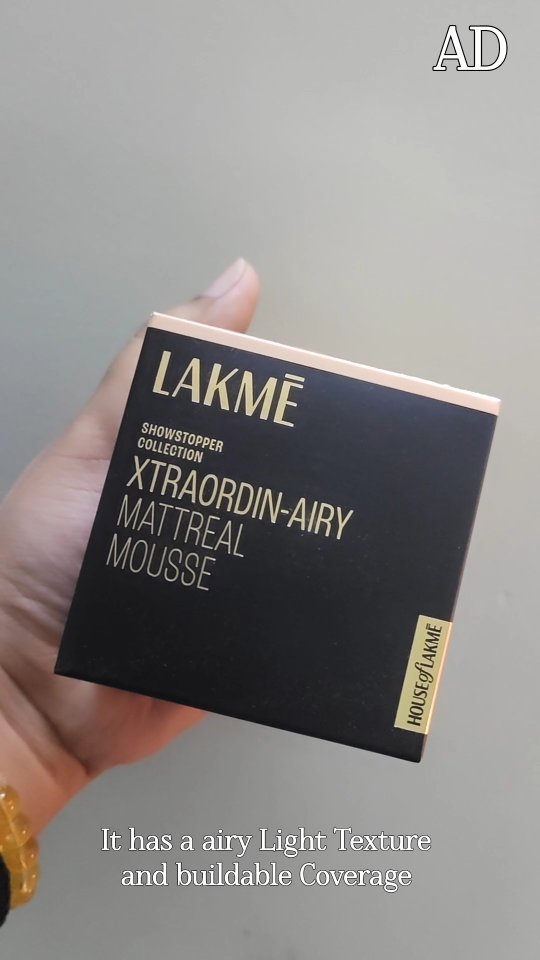 AD
LAKMĒ
SHOWSTOPPER
COLLECTION
XTRAORDIN-AIRY
MATTREAL
MOUSSE
HOUSE of LAKMĒ
It has a airy Light Texture
and buildable Coverage